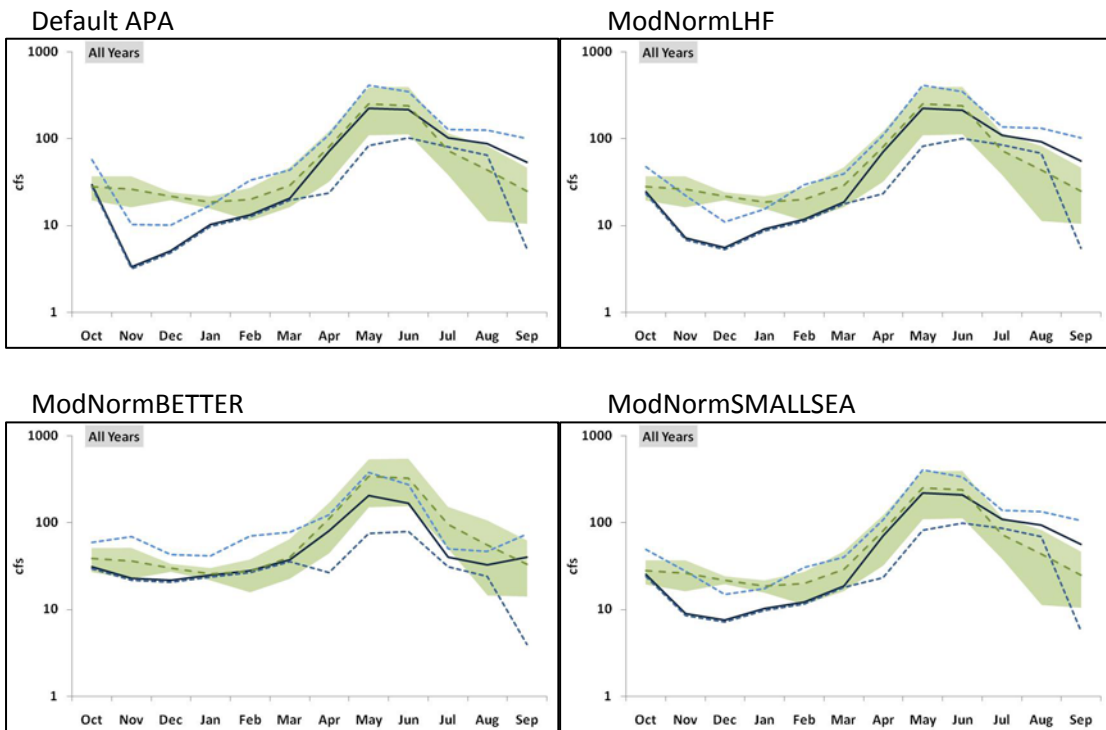 Default APA
ModNormLHF
1000
All Years
100
cfs
10
1
Oct Nov Dec Jan Feb Mar Apr May Jun Jul Aug Sep
1000
All Years
100
cfs
10
1
Oct Nov Dec Jan Feb Mar Apr May Jun Jul Aug Sep
ModNormBETTER
ModNormSMALLSEA
1000
All Years
100
cfs
10
1
Oct Nov Dec Jan Feb Mar Apr May Jun Jul Aug Sep
1000
All Years
100
cfs
10
1
Oct Nov Dec Jan Feb Mar Apr May Jun Jul Aug Sep